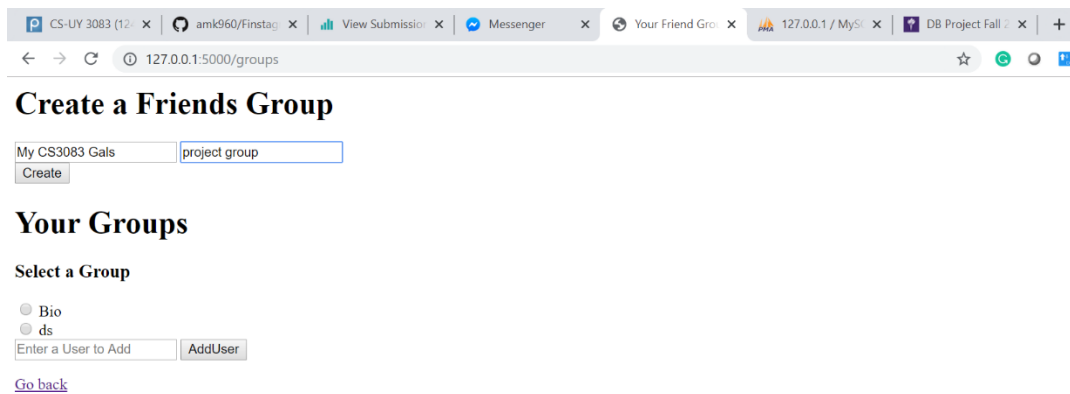 CS-UY 3083 (12 amk960/Finstag View Submission Messenger Your Friend Gro 127.0.0.1 / MyS DB Project Fall 2
127.0.0.1:5000/groups
Create a Friends Group
My CS3083 Gals project group
Create
Your Groups
Select a Group
Bio
ds
Enter a User to Add AddUser
Go back